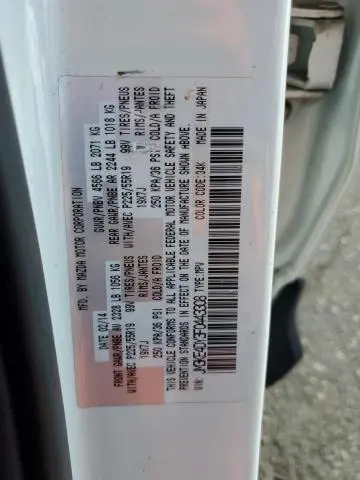 MFD. BY: MAZDA MOTOR CORPORATION
DATE: 02/14 GVWR/PNBV 4566 LB 2071 KG
FRONT GAWR/PNBE AV 2328 LB 1056 KG REAR GAWR/PNBE AR 2244 LB 1018 KG
WITH/AVEC P225/55R19 99V TIRES/PNEUS WITH/AVEC P225/55R19 99V TIRES/PNEUS
19X7J RIMS/JANTES 19X7J RIMS/JANTES
250 KPA/36 PSI COLD/A FROID 250 KPA/36 PSI COLD/A FROID
THIS VEHICLE CONFORMS TO ALL APPLICABLE FEDERAL MOTOR VEHICLE SAFETY AND THEFT
PREVENTION STANDARDS IN EFFECT ON THE DATE OF MANUFACTURE SHOWN ABOVE.
TYPE: MPV COLOR CODE: 34K MADE IN JAPAN